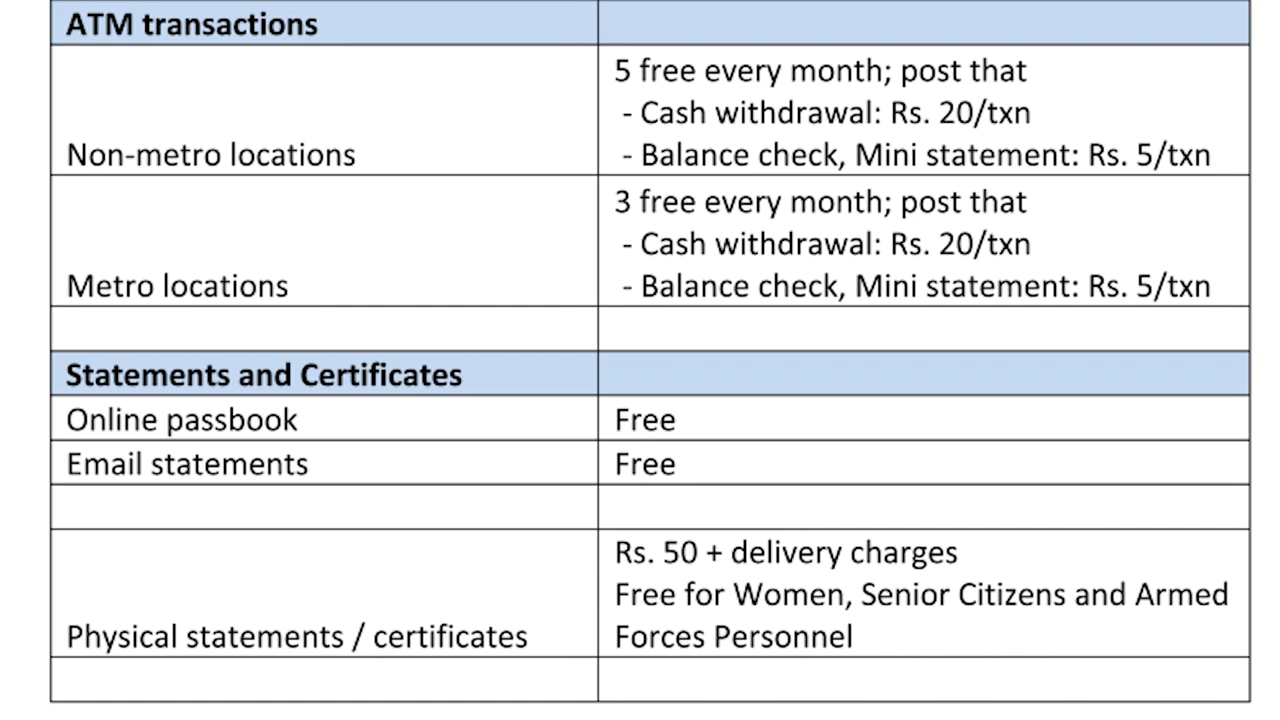 ATM transactions
5 free every month; post that
- Cash withdrawal: Rs. 20/txn
Non-metro locations - Balance check, Mini statement: Rs. 5/txn
3 free every month; post that
- Cash withdrawal: Rs. 20/txn
Metro locations - Balance check, Mini statement: Rs. 5/txn
Statements and Certificates
Online passbook Free
Email statements Free
Rs. 50 + delivery charges
Free for Women, Senior Citizens and Armed
Physical statements / certificates Forces Personnel